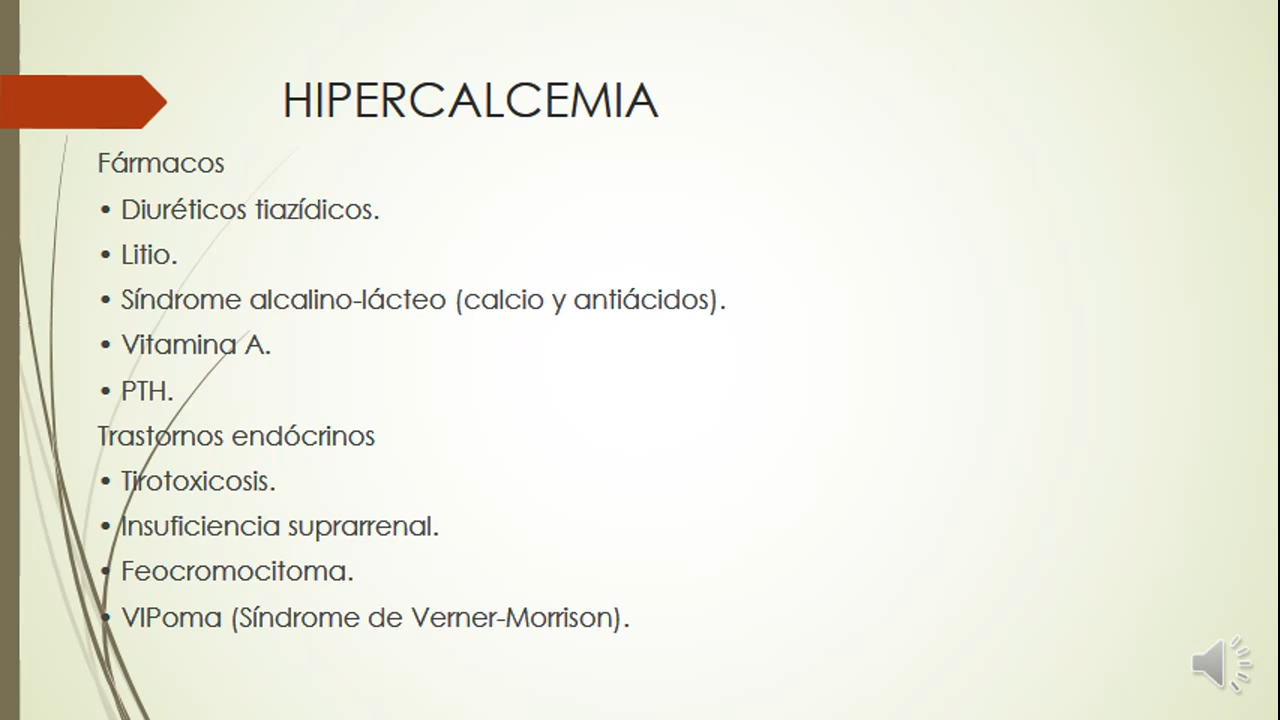 HIPERCALCEMIA
Fármacos
• Diuréticos tiazídicos.
• Litio.
• Síndrome alcalino-lácteo (calcio y antiácidos).
• Vitamina A.
• PTH.
Trastornos endócrinos
• Tirotoxicosis.
• Insuficiencia suprarrenal.
• Feocromocitoma.
• VIPoma (Síndrome de Verner-Morrison).